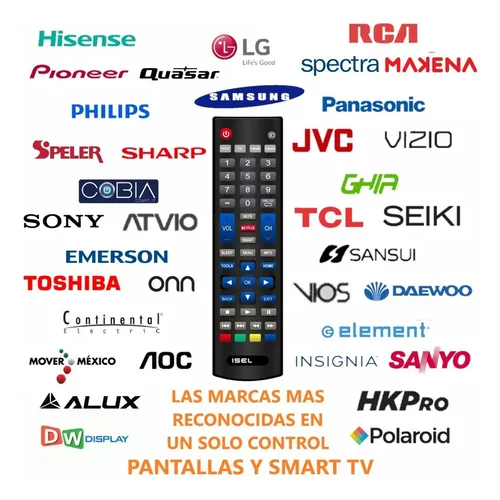 Hisense
LG
Life's Good
RCA
Pioneer
Quasar
spectra
MAKENA
SAMSUNG
PHILIPS
Panasonic
JVC
VIZIO
SPELER
SHARP
GHIA
COBIA
START IT
TCL
SEIKI
SONY
ATVIO
VOL
MUTE
NETFLIX
CH
SMART
SLEEP
MENU
INFO
SANSUI
EMERSON
TOOLS
HOME
OK
BACK
EXIT
TOSHIBA
onn
VIOS
DAEWOO
Continental
Electric
element
ISEL
MOVER MÉXICO
AOC
INSIGNIA
SANYO
ALUX
LAS MARCAS MAS
RECONOCIDAS EN
UN SOLO CONTROL
PANTALLAS Y SMART TV
HKPRO
DW DISPLAY
Polaroid